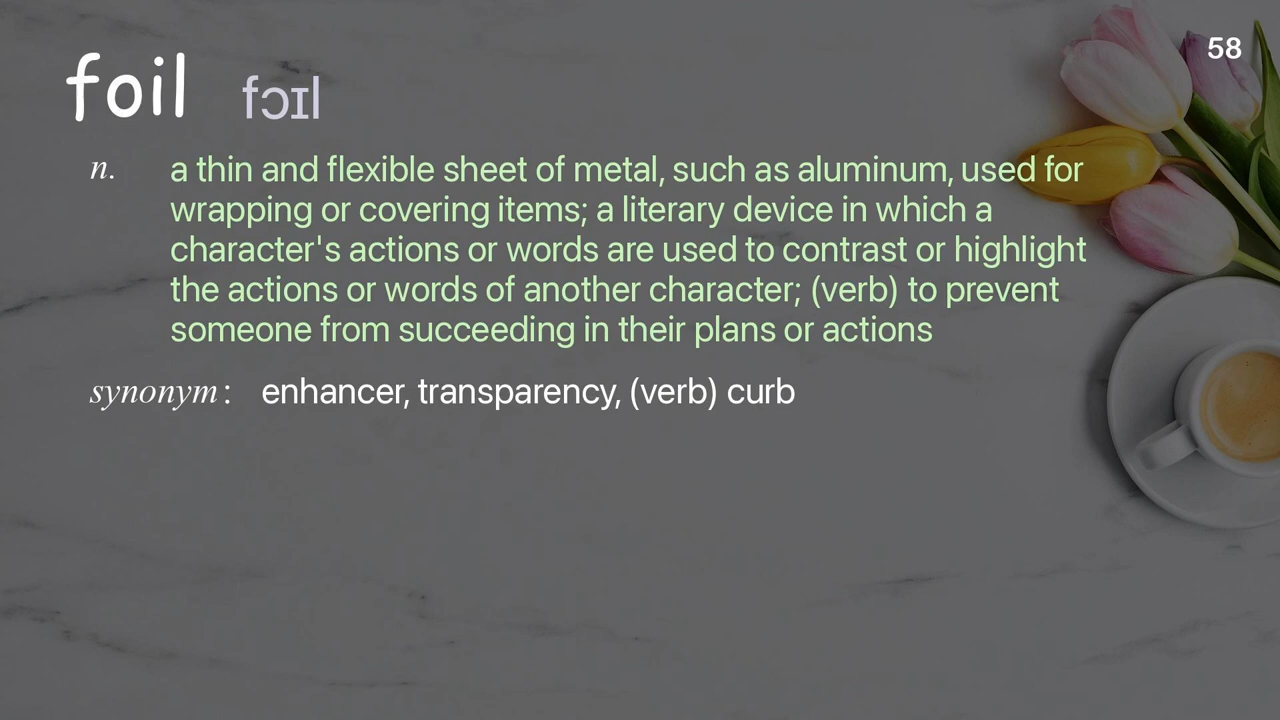 58
foil fɔɪl
n. a thin and flexible sheet of metal, such as aluminum, used for
wrapping or covering items; a literary device in which a
character's actions or words are used to contrast or highlight
the actions or words of another character; (verb) to prevent
someone from succeeding in their plans or actions
synonym: enhancer, transparency, (verb) curb